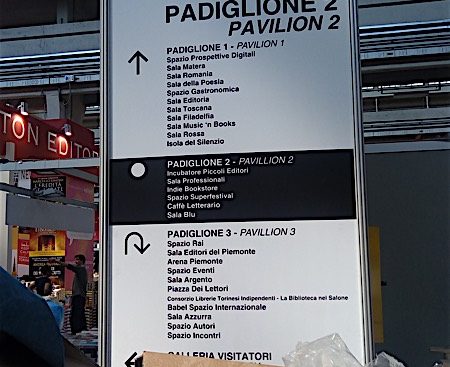 PADIGLIONE 2
PAVILION 2
PADIGLIONE 1 - PAVILION 1
Spazio Prospettive Digitali
Sala Matera
Sala Romania
Sala della Poesia
Spazio Gastronomica
Sala Editoria
Sala Toscana
Sala Filadelfia
Sala Music 'n Books
Sala Rossa
Isola del Silenzio
PADIGLIONE 2 - PAVILLION 2
Incubatore Piccoli Editori
Sala Professionali
Indie Bookstore
Spazio Superfestival
Caffè Letterario
Sala Blu
PADIGLIONE 3 - PAVILLION 3
Spazio Rai
Sala Editori del Piemonte
Arena Piemonte
Spazio Eventi
Sala Argento
Piazza Dei Lettori
Consorzio Librerie Torinesi Indipendenti - La Biblioteca nel Salone
Babel Spazio Internazionale
Sala Azzurra
Spazio Autori
Spazio Incontri
GALLERIA VISITATORI
TON EDITOR